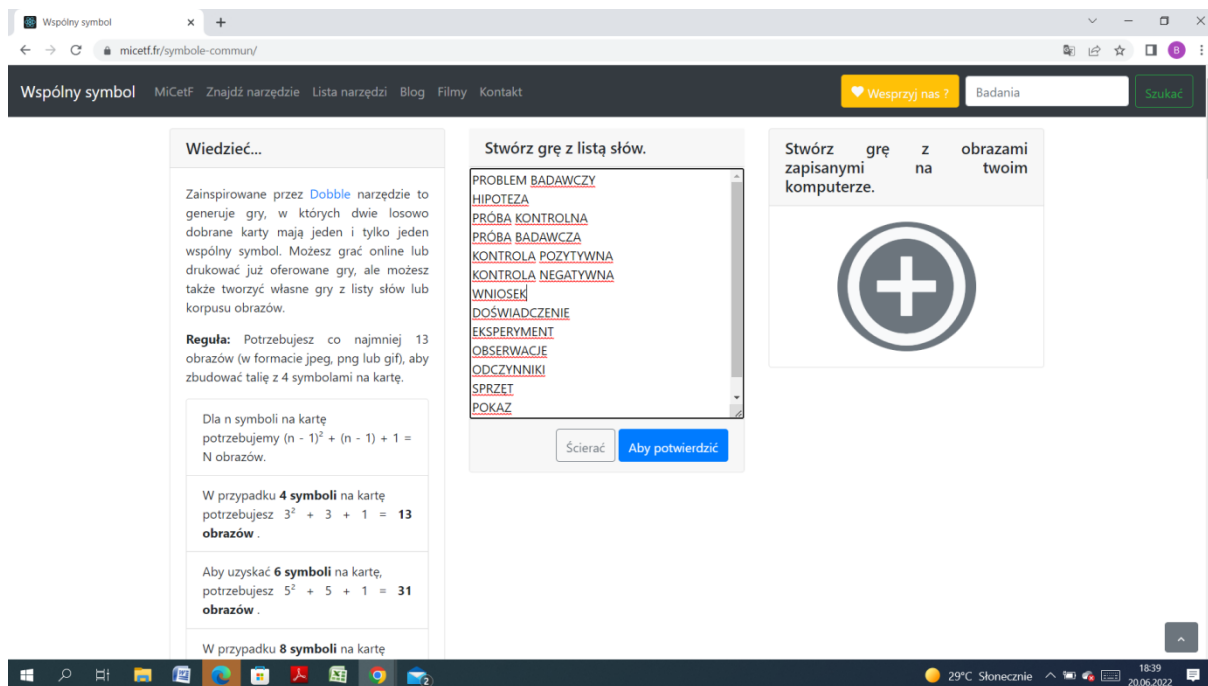 Wspólny symbol
micetf.fr/symbole-commun/
B
Wspólny symbol MiCetF Znajdź narzędzie Lista narzędzi Blog Filmy Kontakt Wesprzyj nas ? Badania Szukać
Wiedzieć...
Zainspirowane przez Dobble narzędzie to
generuje gry, w których dwie losowo
dobrane karty mają jeden i tylko jeden
wspólny symbol. Możesz grać online lub
drukować już oferowane gry, ale możesz
także tworzyć własne gry z listy słów lub
korpusu obrazów.
Reguła: Potrzebujesz co najmniej 13
obrazów (w formacie jpeg, png lub gif), aby
zbudować talię z 4 symbolami na kartę.
Dla n symboli na kartę
potrzebujemy (n - 1)² + (n - 1) + 1 =
N obrazów.
W przypadku 4 symboli na kartę
potrzebujesz 3² + 3 + 1 = 13
obrazów .
Aby uzyskać 6 symboli na kartę,
potrzebujesz 5² + 5 + 1 = 31
obrazów .
W przypadku 8 symboli na kartę
Stwórz grę z listą słów.
PROBLEM BADAWCZY
HIPOTEZA
PRÓBA KONTROLNA
PRÓBA BADAWCZA
KONTROLA POZYTYWNA
KONTROLA NEGATYWNA
WNIOSEK
DOŚWIADCZENIE
EKSPERYMENT
OBSERWACJE
ODCZYNNIKI
SPRZĘT
POKAZ
Ścierać Aby potwierdzić
Stwórz grę z obrazami
zapisanymi na twoim
komputerze.
2
29°C Słonecznie
18:39
20.06.2022